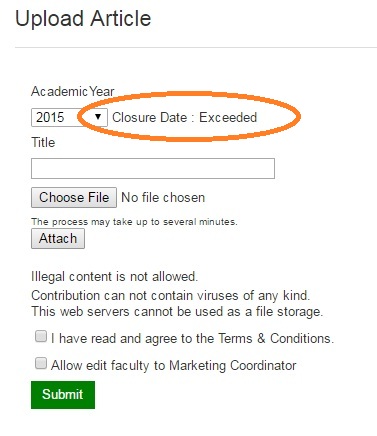 Upload Article
AcademicYear
2015 Closure Date : Exceeded
Title
Choose File No file chosen
The process may take up to several minutes.
Attach
Illegal content is not allowed.
Contribution can not contain viruses of any kind.
This web servers cannot be used as a file storage.
I have read and agree to the Terms & Conditions.
Allow edit faculty to Marketing Coordinator
Submit